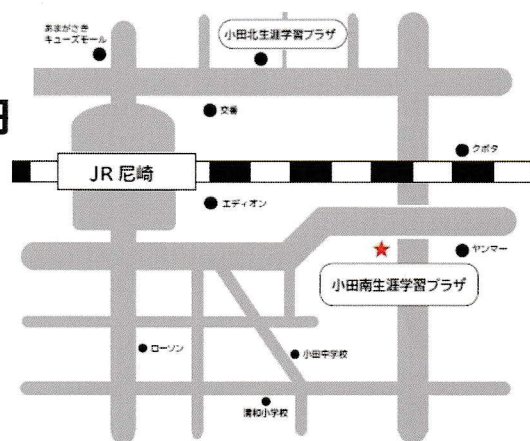 あまがさき
キューズモール
小田北生涯学習プラザ
交番
クボタ
JR 尼崎
エディオン
ヤンマー
小田南生涯学習プラザ
ローソン
小田中学校
清和小学校